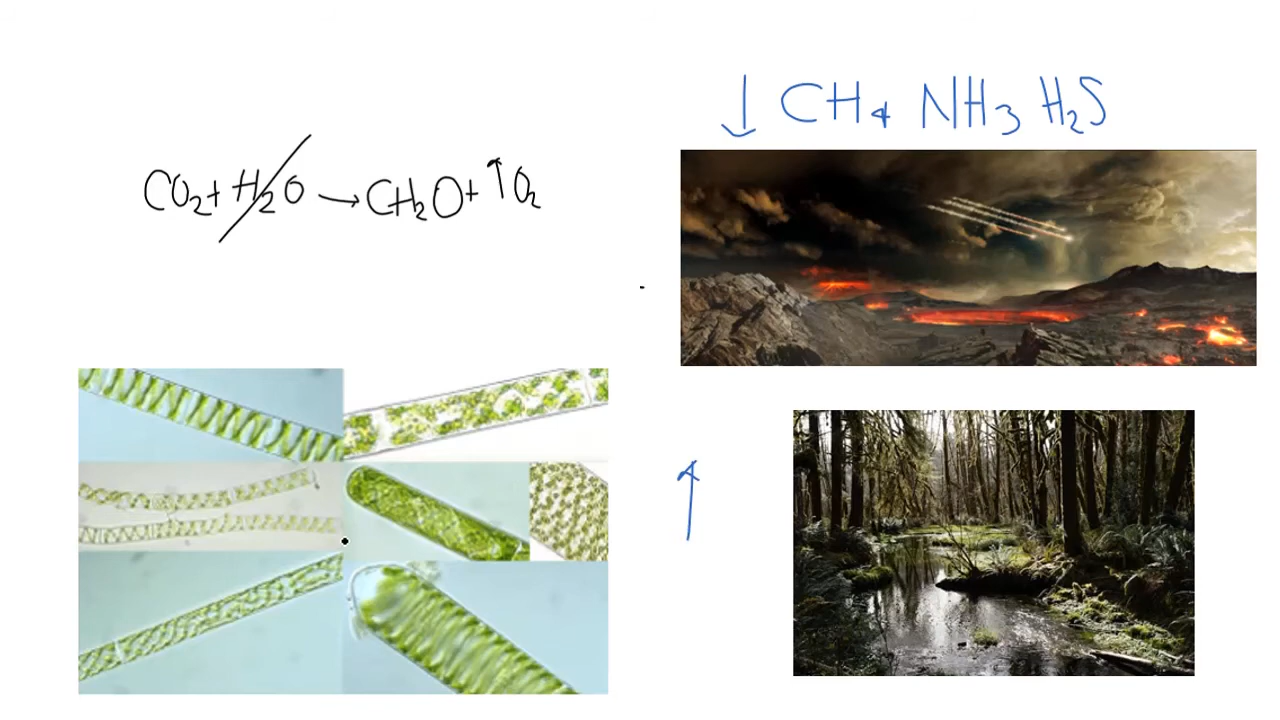 ↓ CH4 NH3 H2S
CO2 + H2O → CH2O + ↑O2
↑